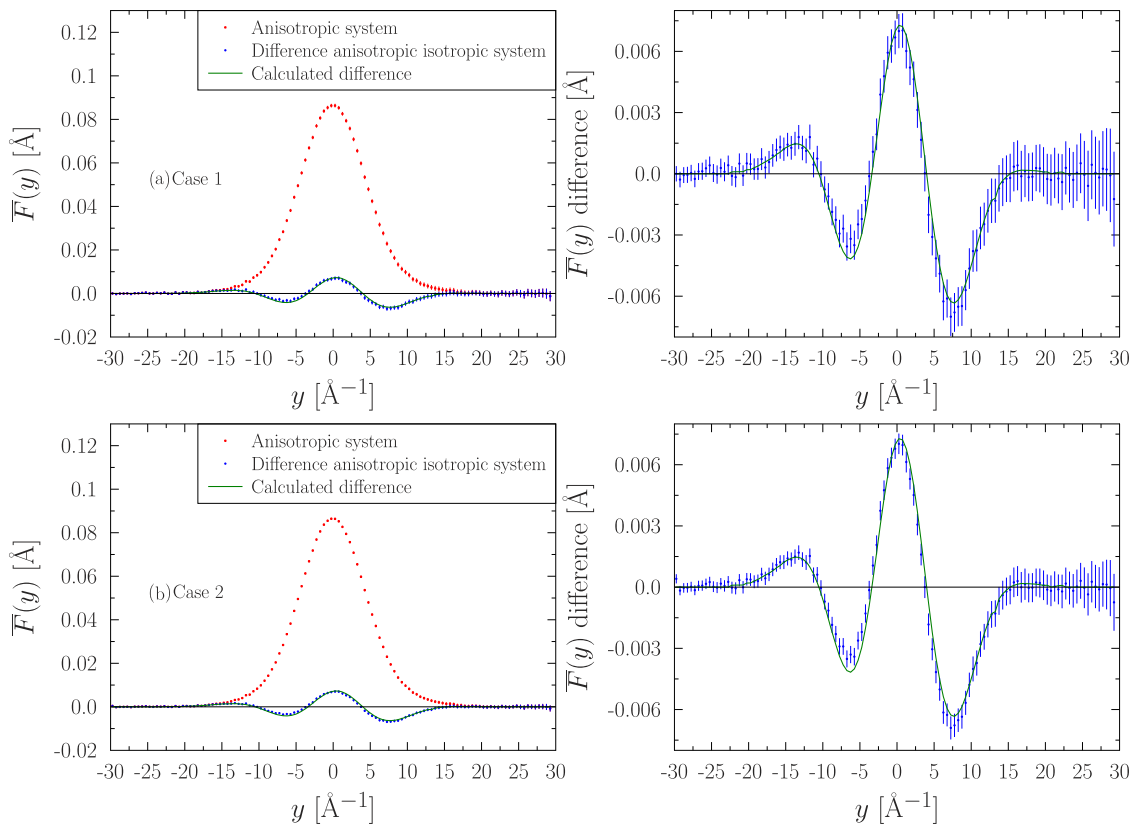 0.12
0.1
0.08
0.06
0.04
0.02
0.0
-0.02
F̅(y) [Å]
Anisotropic system
Difference anisotropic isotropic system
Calculated difference
(a)Case 1
-30 -25 -20 -15 -10 -5 0 5 10 15 20 25 30
y [Å⁻¹]
0.006
0.003
0.0
-0.003
-0.006
F̅(y) difference [Å]
-30 -25 -20 -15 -10 -5 0 5 10 15 20 25 30
y [Å⁻¹]
0.12
0.1
0.08
0.06
0.04
0.02
0.0
-0.02
F̅(y) [Å]
Anisotropic system
Difference anisotropic isotropic system
Calculated difference
(b)Case 2
-30 -25 -20 -15 -10 -5 0 5 10 15 20 25 30
y [Å⁻¹]
0.006
0.003
0.0
-0.003
-0.006
F̅(y) difference [Å]
-30 -25 -20 -15 -10 -5 0 5 10 15 20 25 30
y [Å⁻¹]